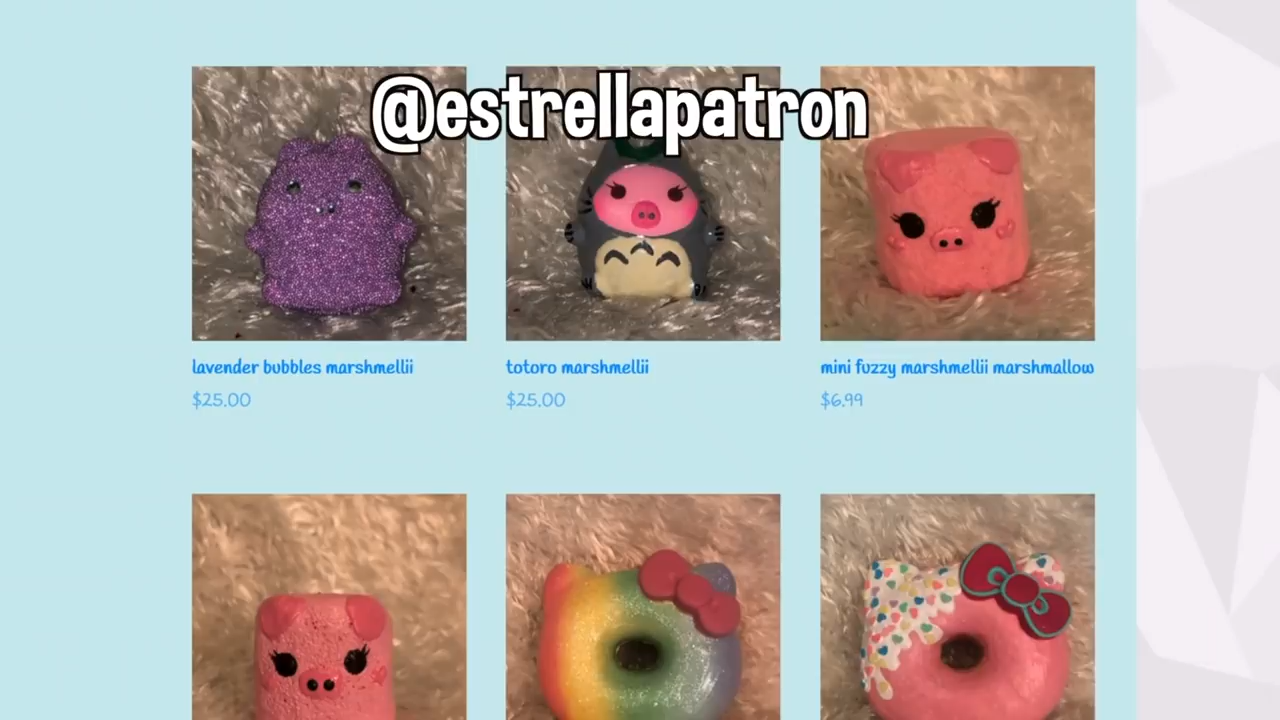 @estrellapatron
lavender bubbles marshmellii
totoro marshmellii
mini fuzzy marshmellii marshmallow
$25.00
$25.00
$6.99